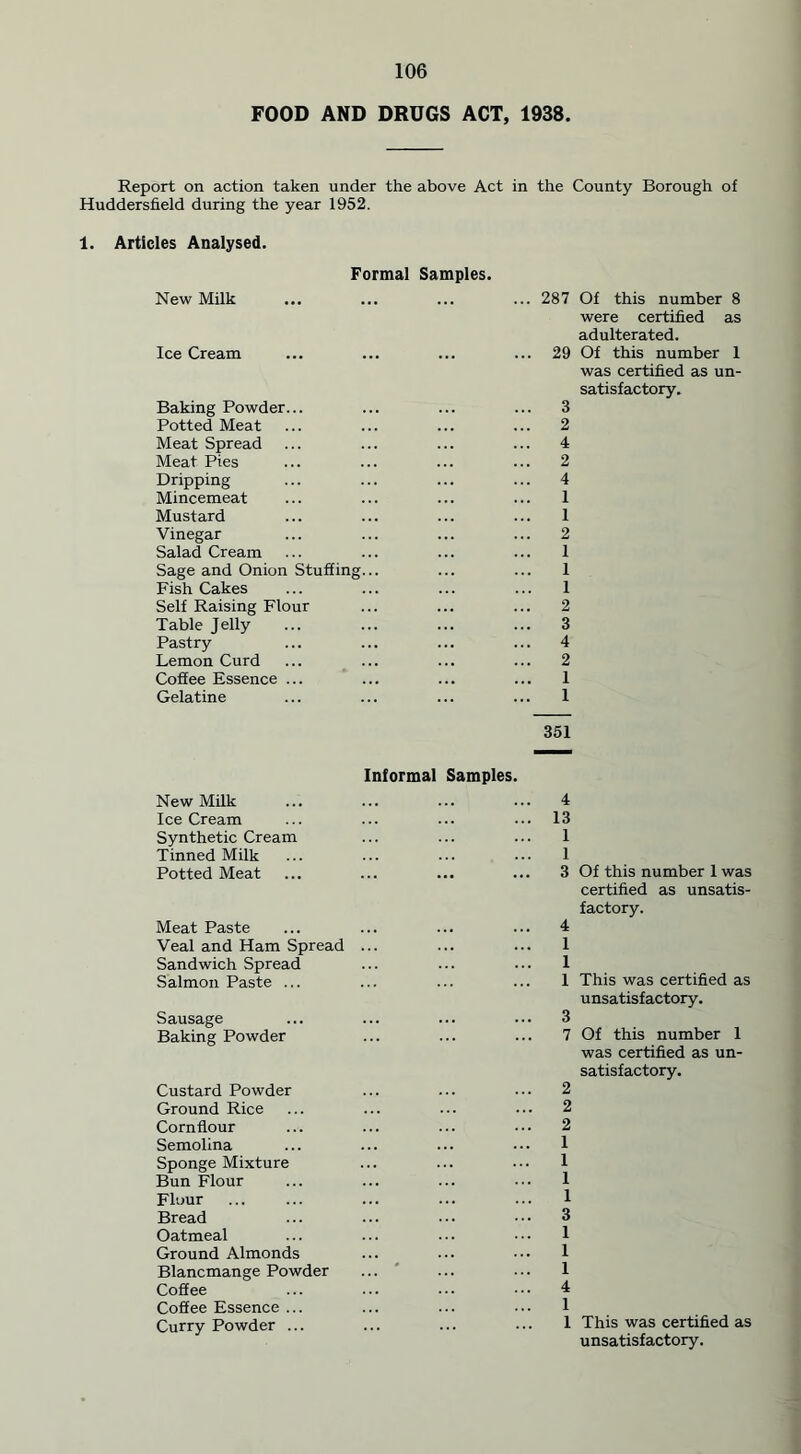 106
FOOD AND DRUGS ACT, 1938.
Report on action taken under the above Act in the County Borough of
Huddersfield during the year 1952.
1. Articles Analysed.
Formal Samples.
New Milk ... ... ... ... 287 Of this number 8
were certified as
adulterated.
Ice Cream ... ... ... ... 29 Of this number 1
was certified as un-
satisfactory.
Baking Powder... ... ... ... 3
Potted Meat ... ... ... ... 2
Meat Spread ... ... ... ... 4
Meat Pies ... ... ... ... 2
Dripping ... ... ... ... 4
Mincemeat ... ... ... ... 1
Mustard ... ... ... ... 1
Vinegar ... ... ... ... 2
Salad Cream ... ... ... ... 1
Sage and Onion Stuffing... ... ... 1
Fish Cakes ... ... ... ... 1
Self Raising Flour ... ... ... 2
Table Jelly ... ... ... ... 3
Pastry ... ... ... ... 4
Lemon Curd ... ... ... ... 2
Coffee Essence ... ... ... ... 1
Gelatine ... ... ... ... 1
351
Informal Samples.
New Milk ... ... ... ... 4
Ice Cream ... ... ... ... 13
Synthetic Cream ... ... ... 1
Tinned Milk ... ... ... ... 1
Potted Meat ... ... ... ... 3 Of this number 1 was
certified as unsatis-
factory.
Meat Paste ... ... ... ... 4
Veal and Ham Spread ... ... ... 1
Sandwich Spread ... ... ... 1
Salmon Paste ... ... ... ... 1 This was certified as
unsatisfactory.
Sausage ... ... ... ... 3
Baking Powder ... ... ... 7 Of this number 1
was certified as un-
satisfactory.
Custard Powder ... ... ... 2
Ground Rice ... ... ... ... 2
Cornflour ... ... ... ... 2
Semolina ... ... ... ... 1
Sponge Mixture ... ... ... 1
Bun Flour ... ... ... ... 1
Flour ... ... ... ... ... 1
Bread ... ... ... ... 3
Oatmeal ... ... ... ... 1
Ground Almonds ... ... ... 1
Blancmange Powder ... ... ... 1
Coffee ... ... ... ... 4
Coffee Essence ... ... ... ... 1
Curry Powder ... ... ... ... 1 This was certified as
unsatisfactory.